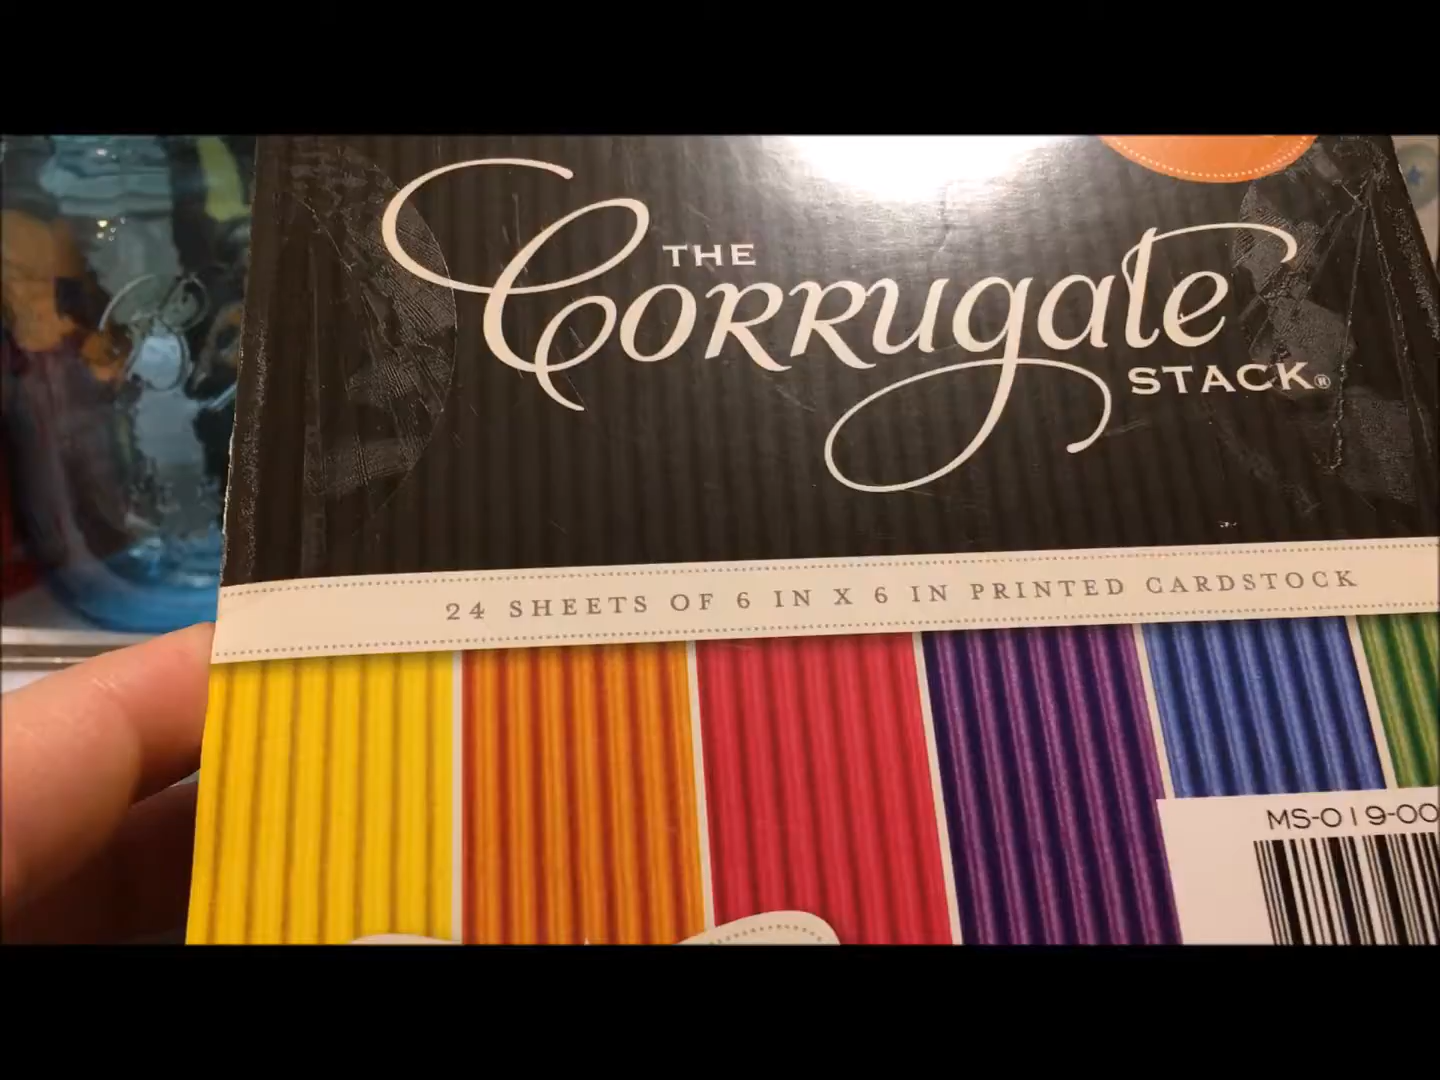 THE
Corrugate
STACK®
24 SHEETS OF 6 IN X 6 IN PRINTED CARDSTOCK
MS-019-00